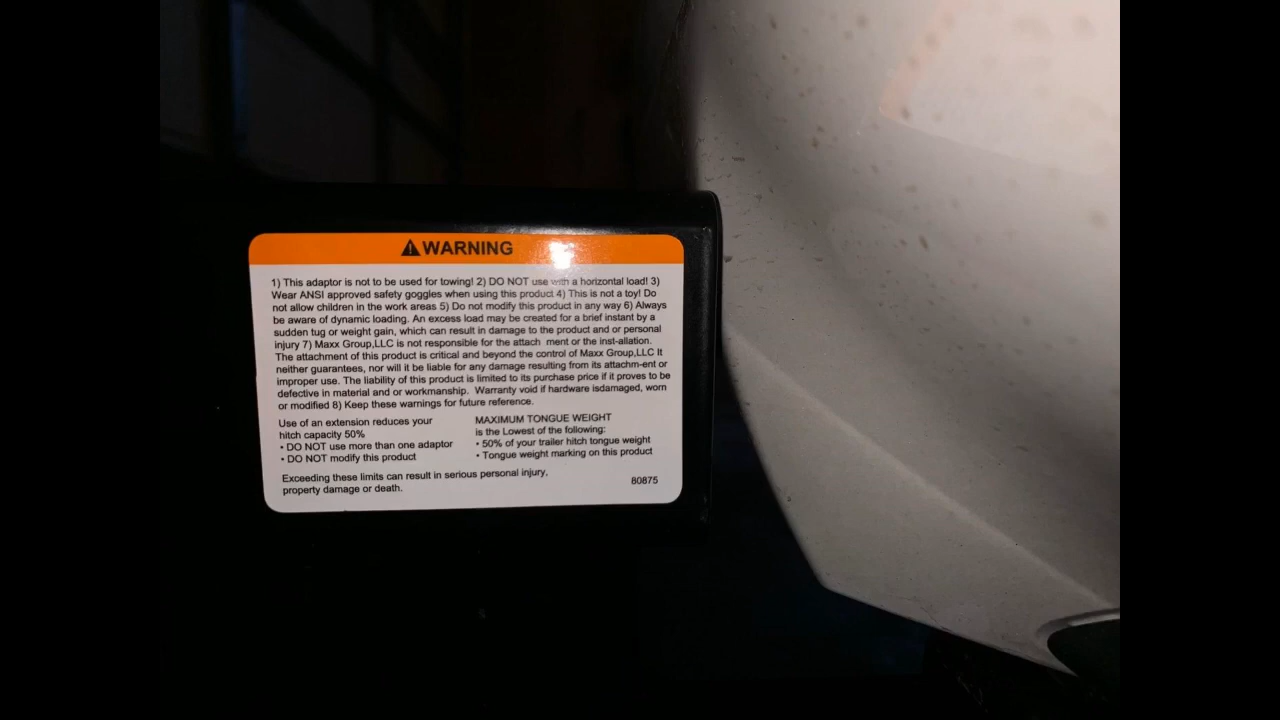 WARNING
1) This adaptor is not to be used for towing! 2) DO NOT use with a horizontal load! 3)
Wear ANSI approved safety goggles when using this product 4) This is not a toy! Do
not allow children in the work areas 5) Do not modify this product in any way 6) Always
be aware of dynamic loading. An excess load may be created for a brief instant by a
sudden tug or weight gain, which can result in damage to the product and or personal
injury 7) Maxx Group,LLC is not responsible for the attach ment or the inst-allation.
The attachment of this product is critical and beyond the control of Maxx Group,LLC It
neither guarantees, nor will it be liable for any damage resulting from its attachm-ent or
improper use. The liability of this product is limited to its purchase price if it proves to be
defective in material and or workmanship. Warranty void if hardware isdamaged, worn
or modified 8) Keep these warnings for future reference.
Use of an extension reduces your
hitch capacity 50%
• DO NOT use more than one adaptor
• DO NOT modify this product
MAXIMUM TONGUE WEIGHT
is the Lowest of the following:
• 50% of your trailer hitch tongue weight
• Tongue weight marking on this product
Exceeding these limits can result in serious personal injury,
property damage or death.
80875